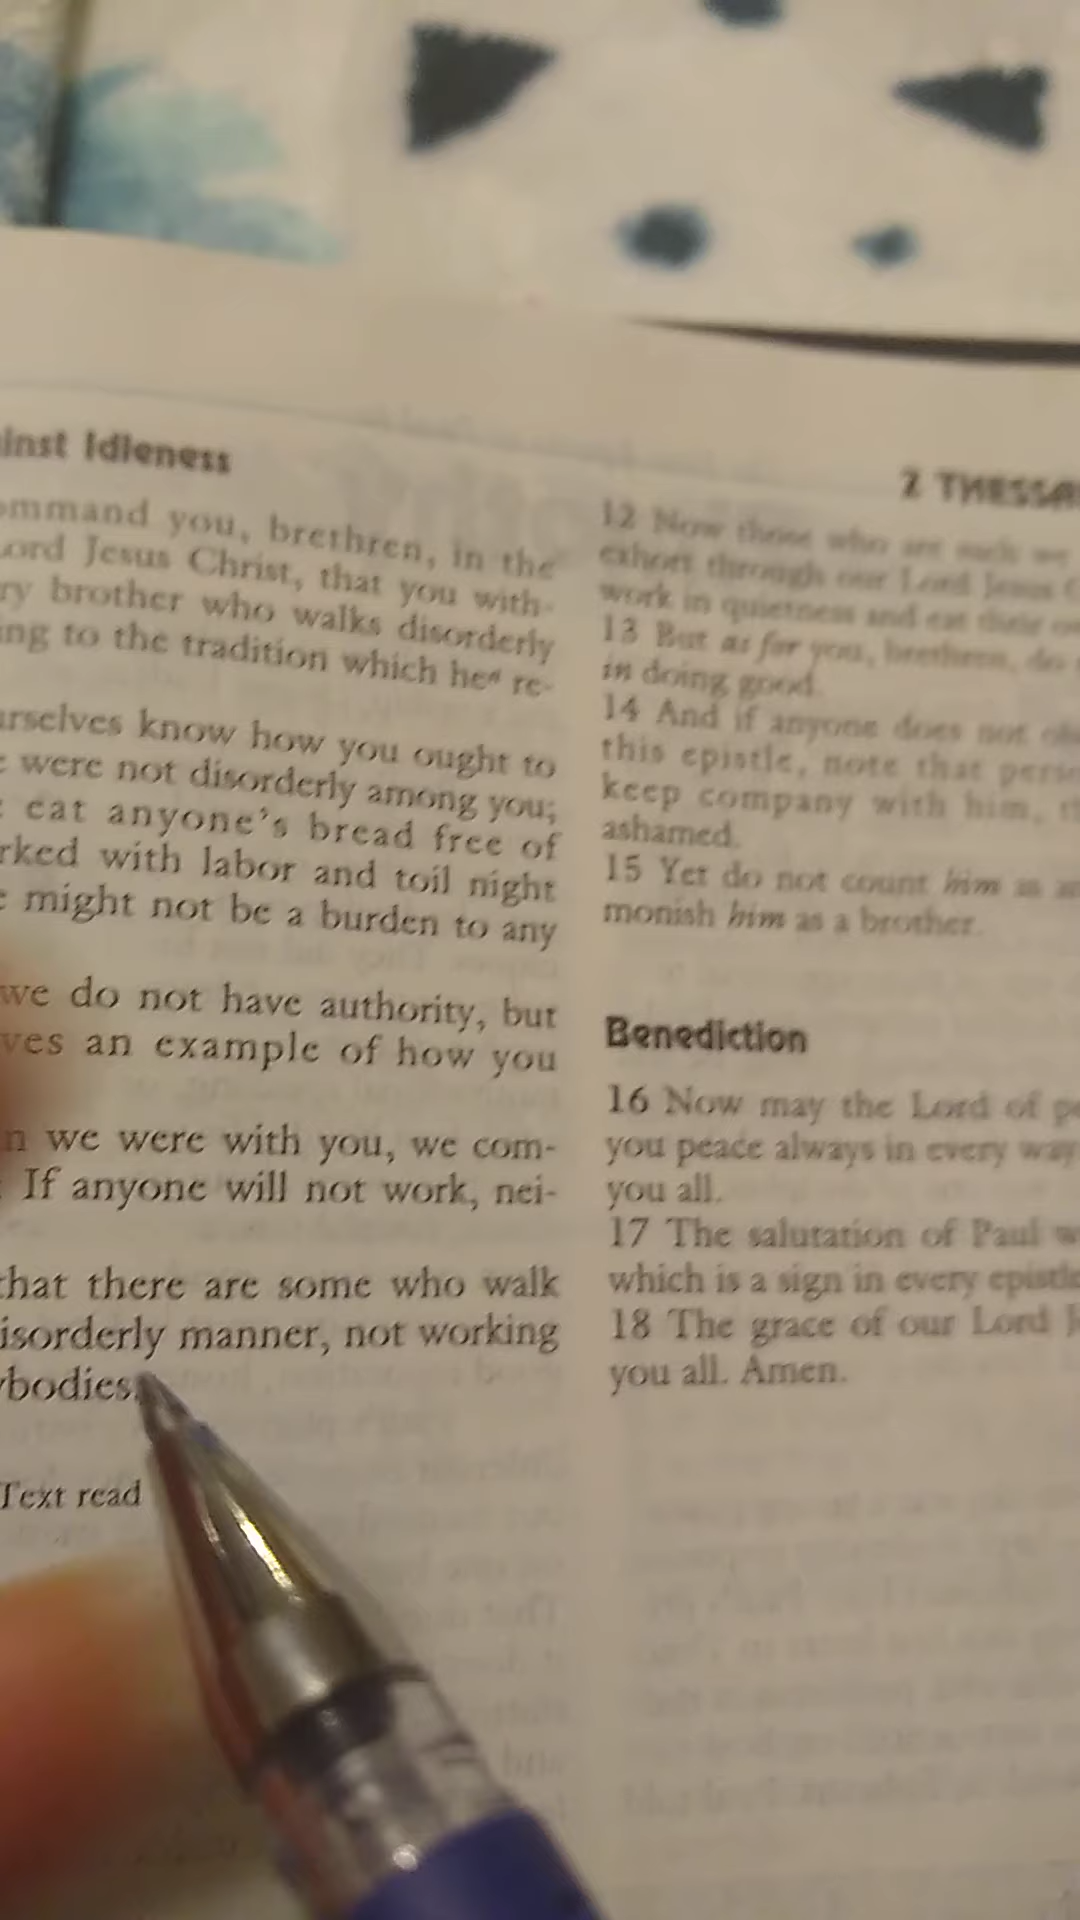 inst Idleness
ommand you, brethren, in the
Lord Jesus Christ, that you with-
ry brother who walks disorderly
ing to the tradition which heᵃ re-
urselves know how you ought to
e were not disorderly among you;
eat anyone's bread free of
rked with labor and toil night
e might not be a burden to any
we do not have authority, but
ves an example of how you
n we were with you, we com-
: If anyone will not work, nei-
that there are some who walk
isorderly manner, not working
ybodies.
Text read
2 THESSA
12 Now those who are such we
exhort through our Lord Jesus C
work in quietness and eat their o
13 But as for you, brethren, do
in doing good.
14 And if anyone does not ob
this epistle, note that perso
keep company with him, th
ashamed.
15 Yet do not count him as a
monish him as a brother.
Benediction
16 Now may the Lord of pe
you peace always in every way
you all.
17 The salutation of Paul w
which is a sign in every epistle
18 The grace of our Lord J
you all. Amen.